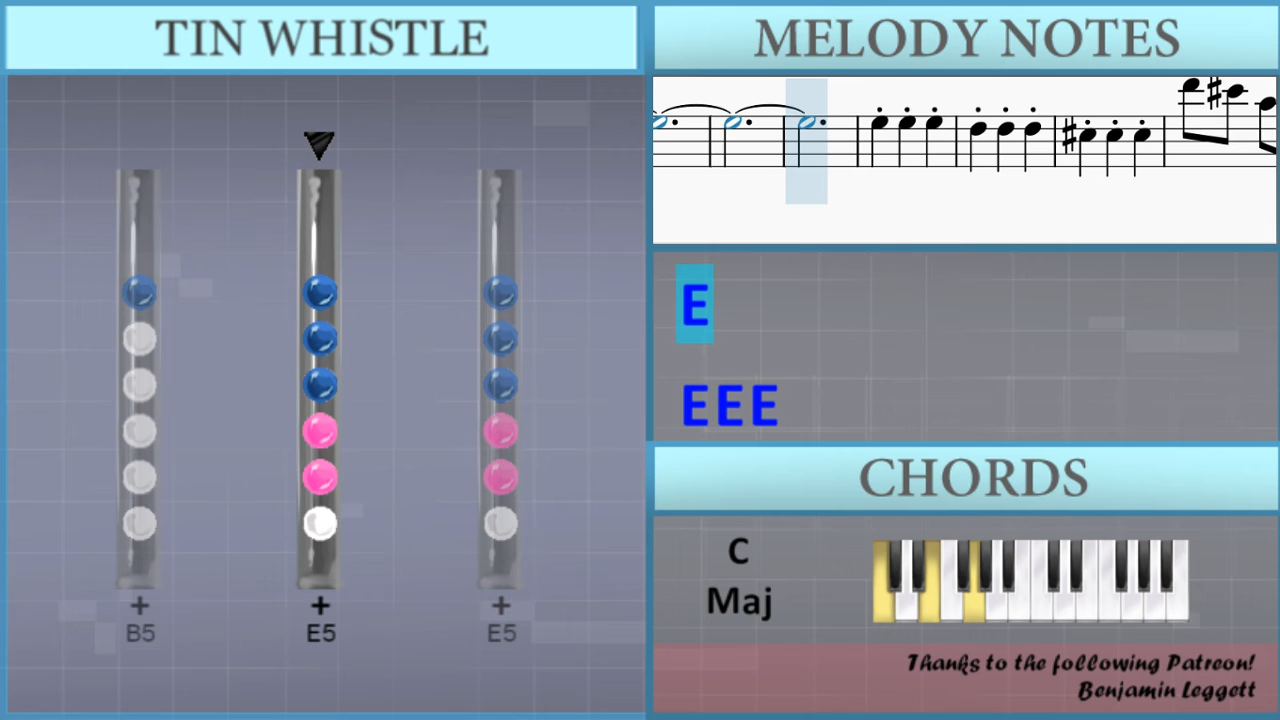 TIN WHISTLE
+ + +
B5 E5 E5
MELODY NOTES
E
EEE
CHORDS
C
Maj
Thanks to the following Patreon!
Benjamin Leggett